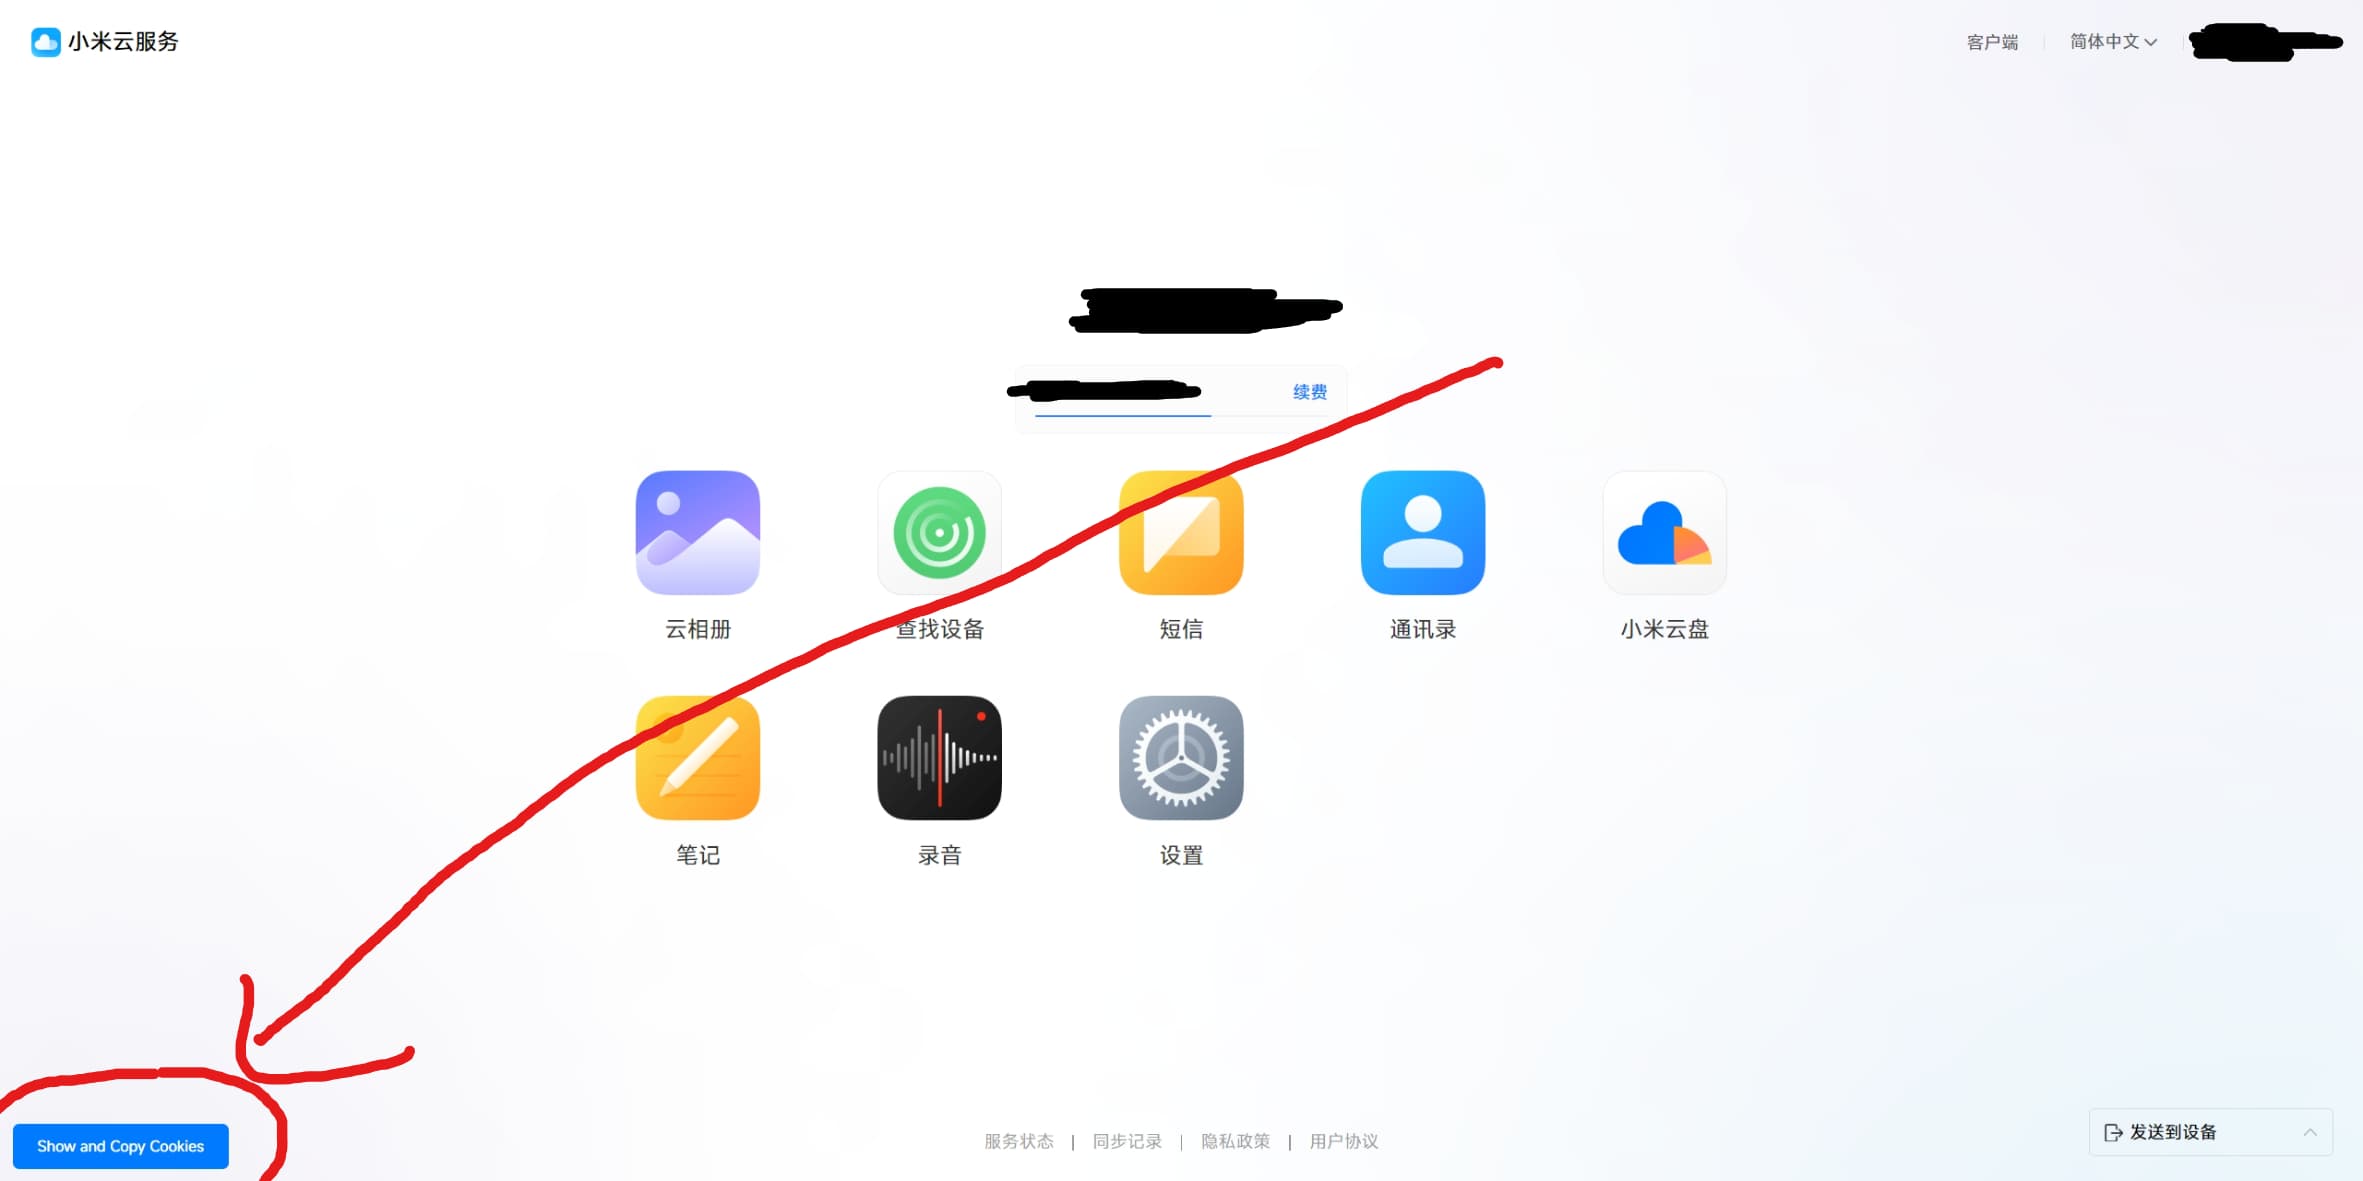 小米云服务
客户端
简体中文
续费
云相册
查找设备
短信
通讯录
小米云盘
笔记
录音
设置
Show and Copy Cookies
服务状态 | 同步记录 | 隐私政策 | 用户协议
发送到设备